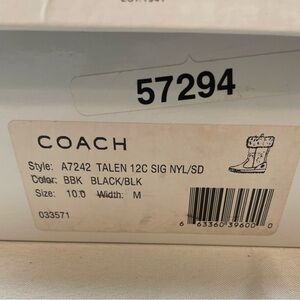 57294
COACH
Style: A7242 TALEN 12C SIG NYL/SD
Color: BBK BLACK/BLK
Size: 10.0 Width: M
033571
6 63360 39600 0